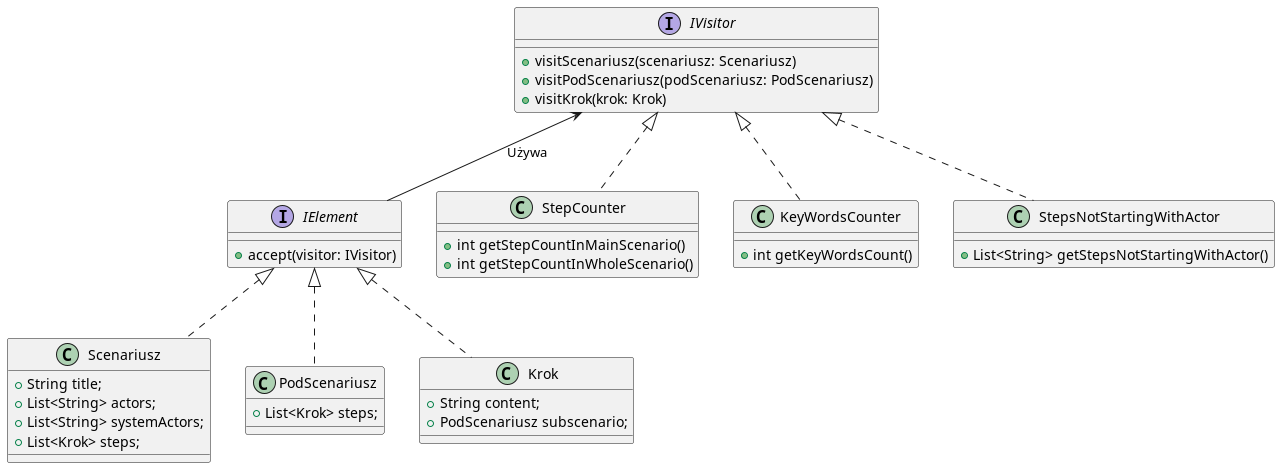 I IVisitor
visitScenariusz(scenariusz: Scenariusz)
visitPodScenariusz(podScenariusz: PodScenariusz)
visitKrok(krok: Krok)
Używa
I IElement
accept(visitor: IVisitor)
C StepCounter
int getStepCountInMainScenario()
int getStepCountInWholeScenario()
C KeyWordsCounter
int getKeyWordsCount()
C StepsNotStartingWithActor
List<String> getStepsNotStartingWithActor()
C Scenariusz
String title;
List<String> actors;
List<String> systemActors;
List<Krok> steps;
C PodScenariusz
List<Krok> steps;
C Krok
String content;
PodScenariusz subscenario;